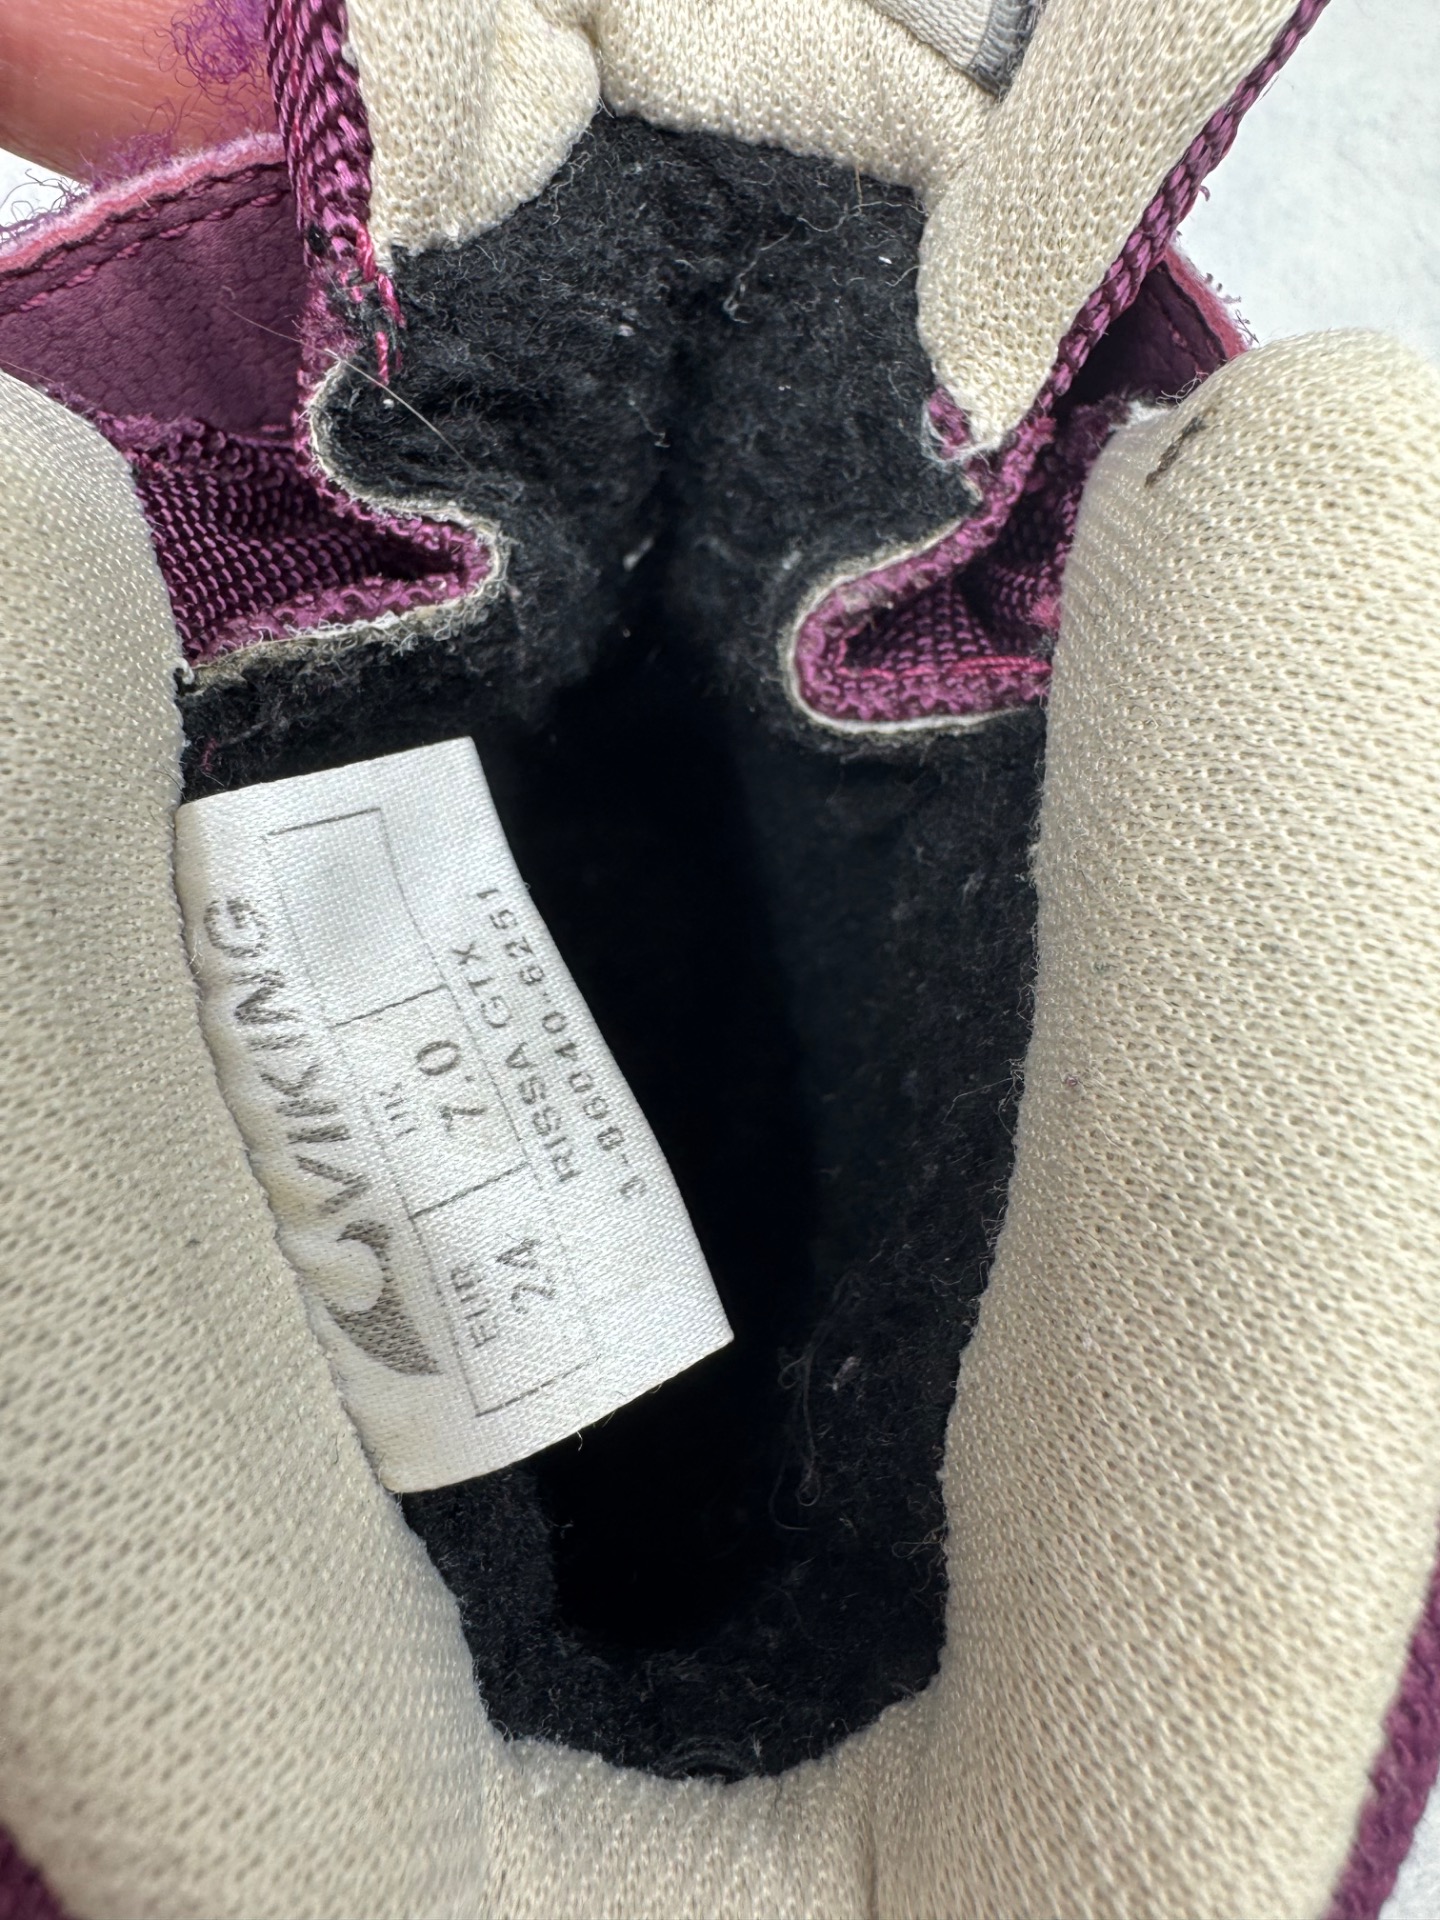 VIKING
EUR UK
24 7.0
RISSA GTX
3-86040-6251